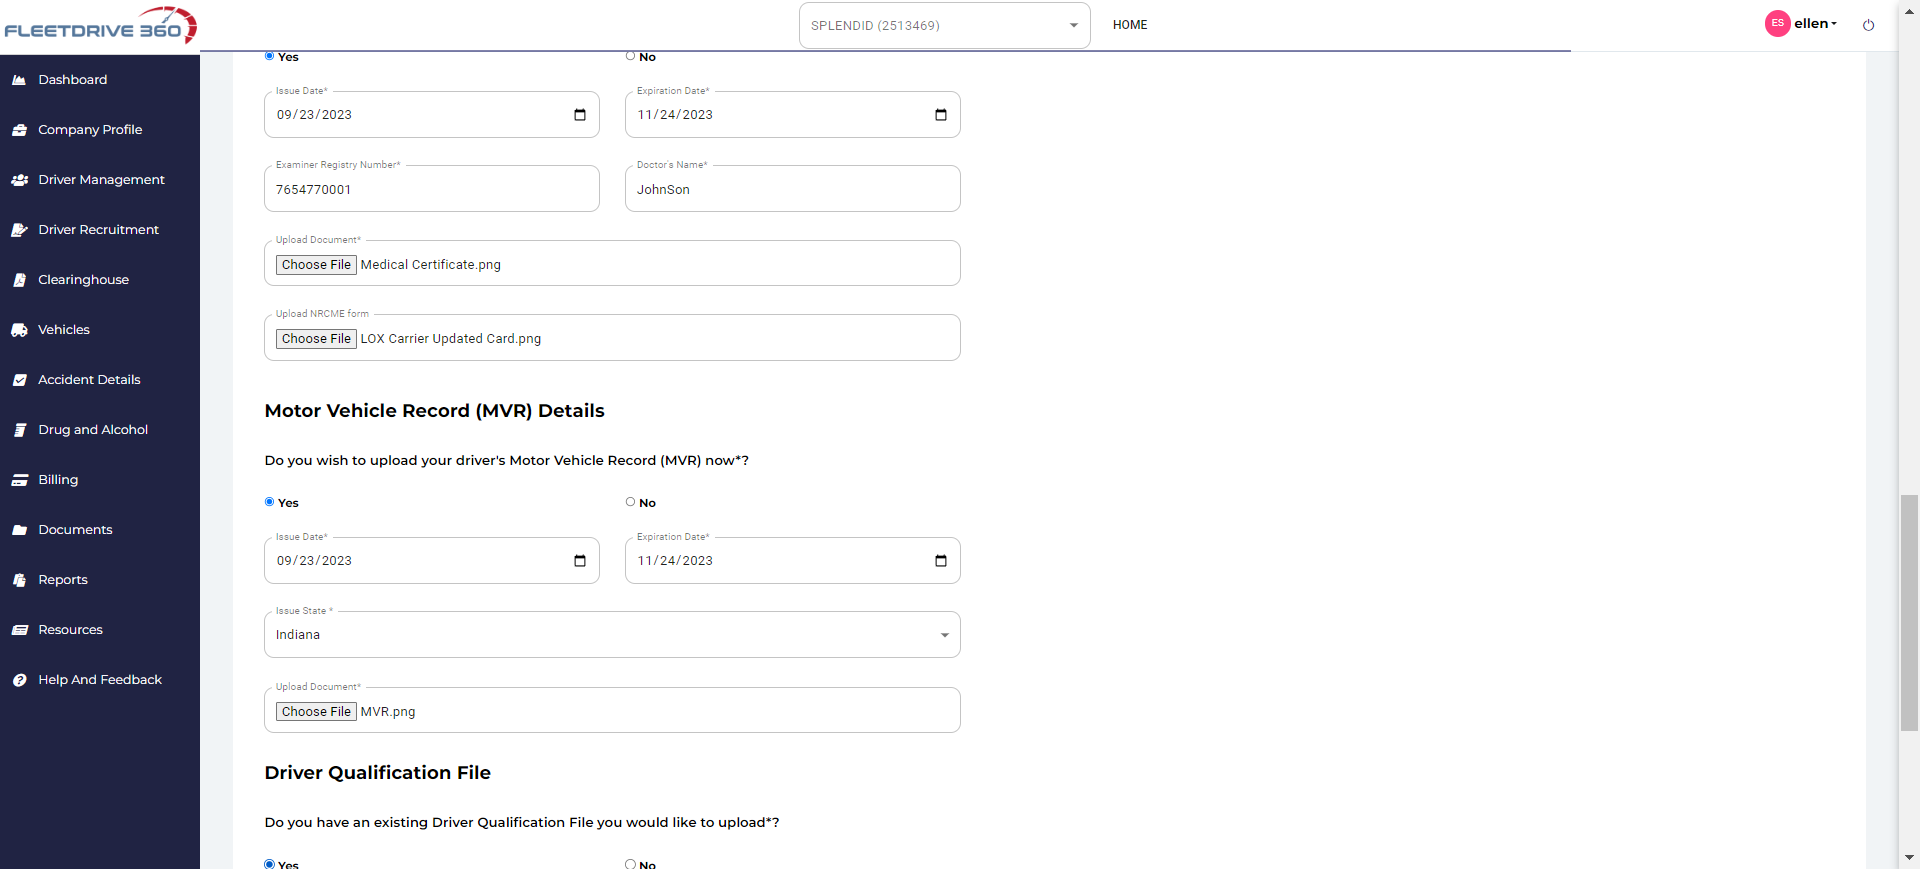 FLEETDRIVE 360
SPLENDID (2513469)
HOME
ES
ellen
Dashboard
Company Profile
Driver Management
Driver Recruitment
Clearinghouse
Vehicles
Accident Details
Drug and Alcohol
Billing
Documents
Reports
Resources
Help And Feedback
Yes No
Issue Date* Expiration Date*
09/23/2023 11/24/2023
Examiner Registry Number* Doctor's Name*
7654770001 JohnSon
Upload Document*
Choose File Medical Certificate.png
Upload NRCME form
Choose File LOX Carrier Updated Card.png
Motor Vehicle Record (MVR) Details
Do you wish to upload your driver's Motor Vehicle Record (MVR) now*?
Yes No
Issue Date* Expiration Date*
09/23/2023 11/24/2023
Issue State *
Indiana
Upload Document*
Choose File MVR.png
Driver Qualification File
Do you have an existing Driver Qualification File you would like to upload*?
Yes No